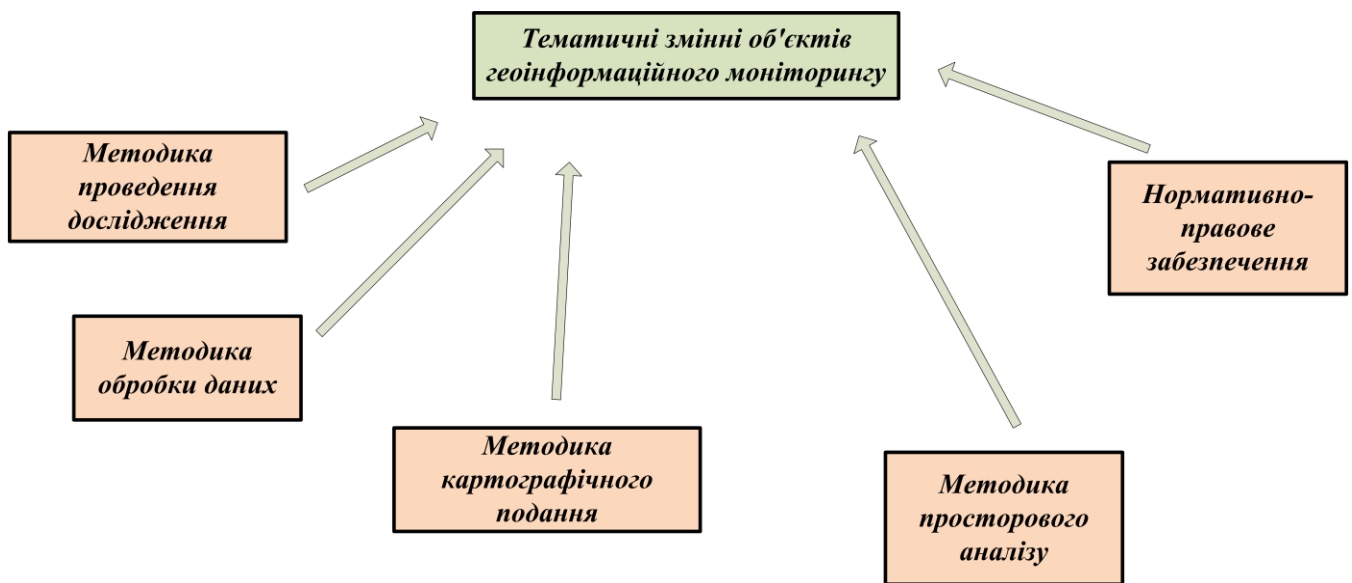 Тематичні змінні об'єктів
геоінформаційного моніторингу
Методика
проведення
дослідження
Нормативно-
правове
забезпечення
Методика
обробки даних
Методика
картографічного
подання
Методика
просторового
аналізу